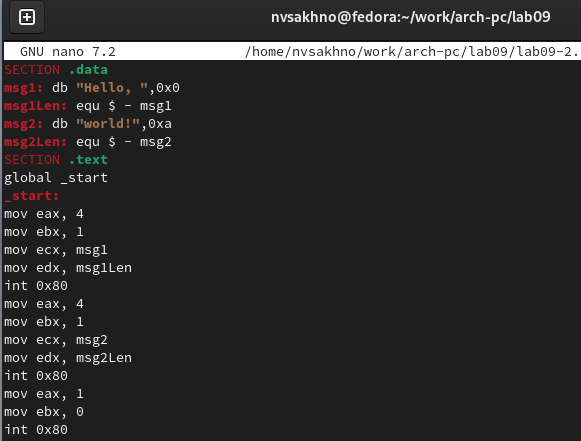 nvsakhno@fedora:~/work/arch-pc/lab09
GNU nano 7.2 /home/nvsakhno/work/arch-pc/lab09/lab09-2.
SECTION .data
msg1: db "Hello, ",0x0
msg1Len: equ $ - msg1
msg2: db "world!",0xa
msg2Len: equ $ - msg2
SECTION .text
global _start
_start:
mov eax, 4
mov ebx, 1
mov ecx, msg1
mov edx, msg1Len
int 0x80
mov eax, 4
mov ebx, 1
mov ecx, msg2
mov edx, msg2Len
int 0x80
mov eax, 1
mov ebx, 0
int 0x80